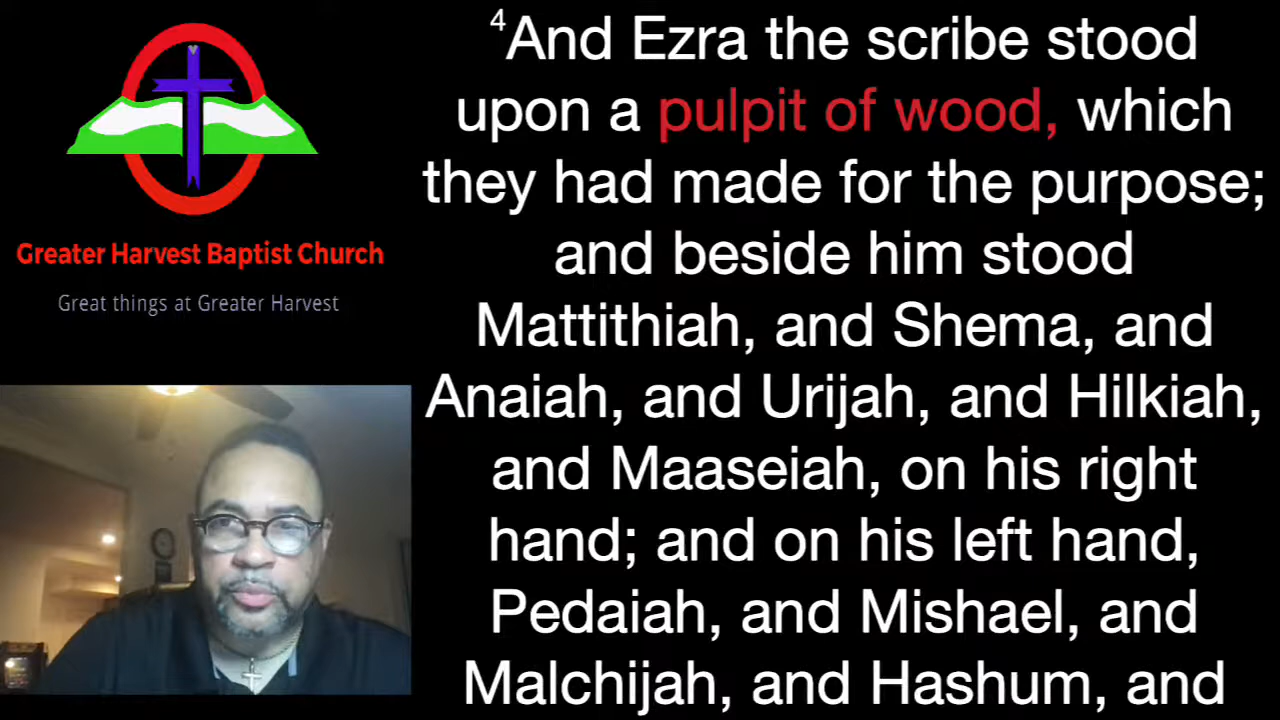 Greater Harvest Baptist Church
Great things at Greater Harvest
⁴And Ezra the scribe stood
upon a pulpit of wood, which
they had made for the purpose;
and beside him stood
Mattithiah, and Shema, and
Anaiah, and Urijah, and Hilkiah,
and Maaseiah, on his right
hand; and on his left hand,
Pedaiah, and Mishael, and
Malchijah, and Hashum, and